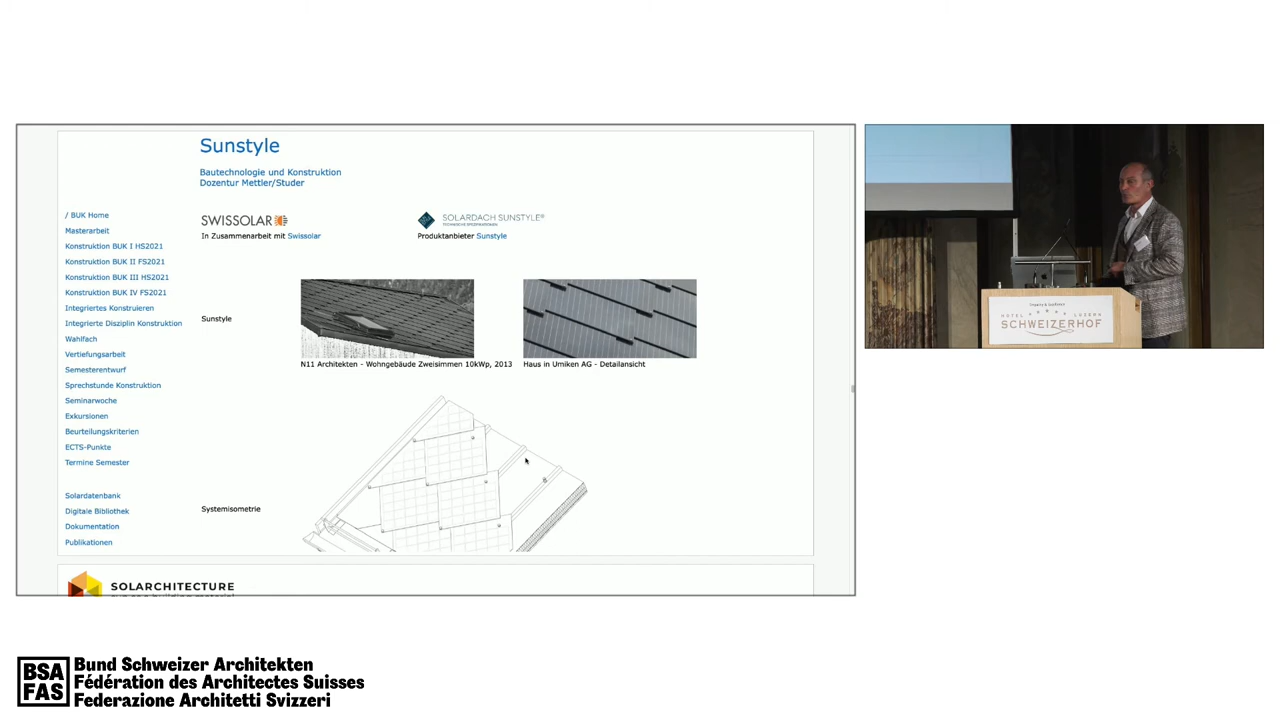 Sunstyle
Bautechnologie und Konstruktion
Dozentur Mettler/Studer
/ BUK Home
Masterarbeit
Konstruktion BUK I HS2021
Konstruktion BUK II FS2021
Konstruktion BUK III HS2021
Konstruktion BUK IV FS2021
Integriertes Konstruieren
Integrierte Disziplin Konstruktion
Wahlfach
Vertiefungsarbeit
Semesterentwurf
Sprechstunde Konstruktion
Seminarwoche
Exkursionen
Beurteilungskriterien
ECTS-Punkte
Termine Semester
Solardatenbank
Digitale Bibliothek
Dokumentation
Publikationen
SWISSOLAR
In Zusammenarbeit mit Swissolar
SOLARDACH SUNSTYLE®
Produktanbieter Sunstyle
Sunstyle
N11 Architekten - Wohngebäude Zweisimmen 10kWp, 2013
Haus in Umiken AG - Detailansicht
Systemisometrie
SOLARCHITECTURE
HOTEL LUZERN
SCHWEIZERHOF
BSA
FAS
Bund Schweizer Architekten
Fédération des Architectes Suisses
Federazione Architetti Svizzeri